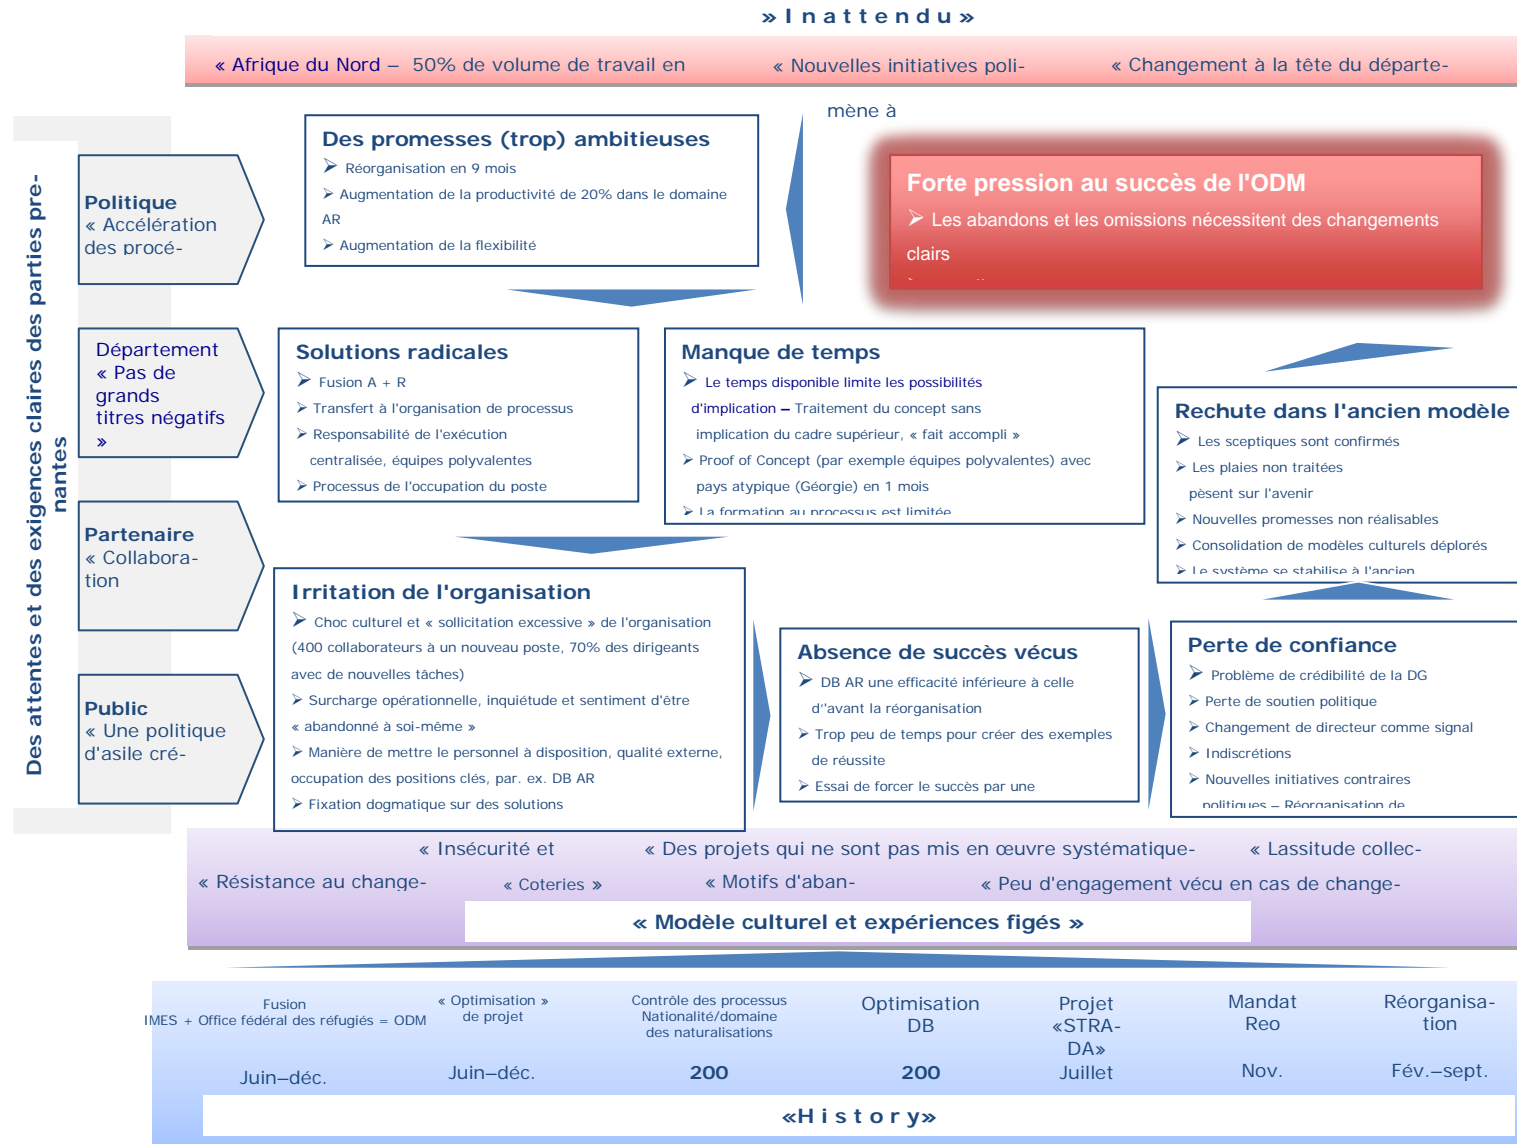 » I n a t t e n d u »
« Afrique du Nord – 50% de volume de travail en
« Nouvelles initiatives poli-
« Changement à la tête du départe-
mène à
Des attentes et des exigences claires des parties pre-
nantes
Politique
« Accélération
des procé-
Département
« Pas de
grands
titres négatifs
»
Partenaire
« Collabora-
tion
Public
« Une politique
d'asile cré-
Des promesses (trop) ambitieuses
➢ Réorganisation en 9 mois
➢ Augmentation de la productivité de 20% dans le domaine
AR
➢ Augmentation de la flexibilité
Forte pression au succès de l'ODM
➢ Les abandons et les omissions nécessitent des changements
clairs
Solutions radicales
➢ Fusion A + R
➢ Transfert à l'organisation de processus
➢ Responsabilité de l'exécution
centralisée, équipes polyvalentes
➢ Processus de l'occupation du poste
Manque de temps
➢ Le temps disponible limite les possibilités
d'implication – Traitement du concept sans
implication du cadre supérieur, « fait accompli »
➢ Proof of Concept (par exemple équipes polyvalentes) avec
pays atypique (Géorgie) en 1 mois
➢ La formation au processus est limitée
Rechute dans l'ancien modèle
➢ Les sceptiques sont confirmés
➢ Les plaies non traitées
pèsent sur l'avenir
➢ Nouvelles promesses non réalisables
➢ Consolidation de modèles culturels déplorés
➢ Le système se stabilise à l'ancien
Irritation de l'organisation
➢ Choc culturel et « sollicitation excessive » de l'organisation
(400 collaborateurs à un nouveau poste, 70% des dirigeants
avec de nouvelles tâches)
➢ Surcharge opérationnelle, inquiétude et sentiment d'être
« abandonné à soi-même »
➢ Manière de mettre le personnel à disposition, qualité externe,
occupation des positions clés, par. ex. DB AR
➢ Fixation dogmatique sur des solutions
Absence de succès vécus
➢ DB AR une efficacité inférieure à celle
d''avant la réorganisation
➢ Trop peu de temps pour créer des exemples
de réussite
➢ Essai de forcer le succès par une
Perte de confiance
➢ Problème de crédibilité de la DG
➢ Perte de soutien politique
➢ Changement de directeur comme signal
➢ Indiscrétions
➢ Nouvelles initiatives contraires
politiques – Réorganisation de
« Insécurité et
« Des projets qui ne sont pas mis en œuvre systématique-
« Lassitude collec-
« Résistance au change-
« Coteries »
« Motifs d'aban-
« Peu d'engagement vécu en cas de change-
« Modèle culturel et expériences figés »
Fusion
IMES + Office fédéral des réfugiés = ODM
Juin–déc.
« Optimisation »
de projet
Juin–déc.
Contrôle des processus
Nationalité/domaine
des naturalisations
200
Optimisation
DB
200
Projet
«STRA-
DA»
Juillet
Mandat
Reo
Nov.
Réorganisa-
tion
Fév.–sept.
«H i s t o r y»